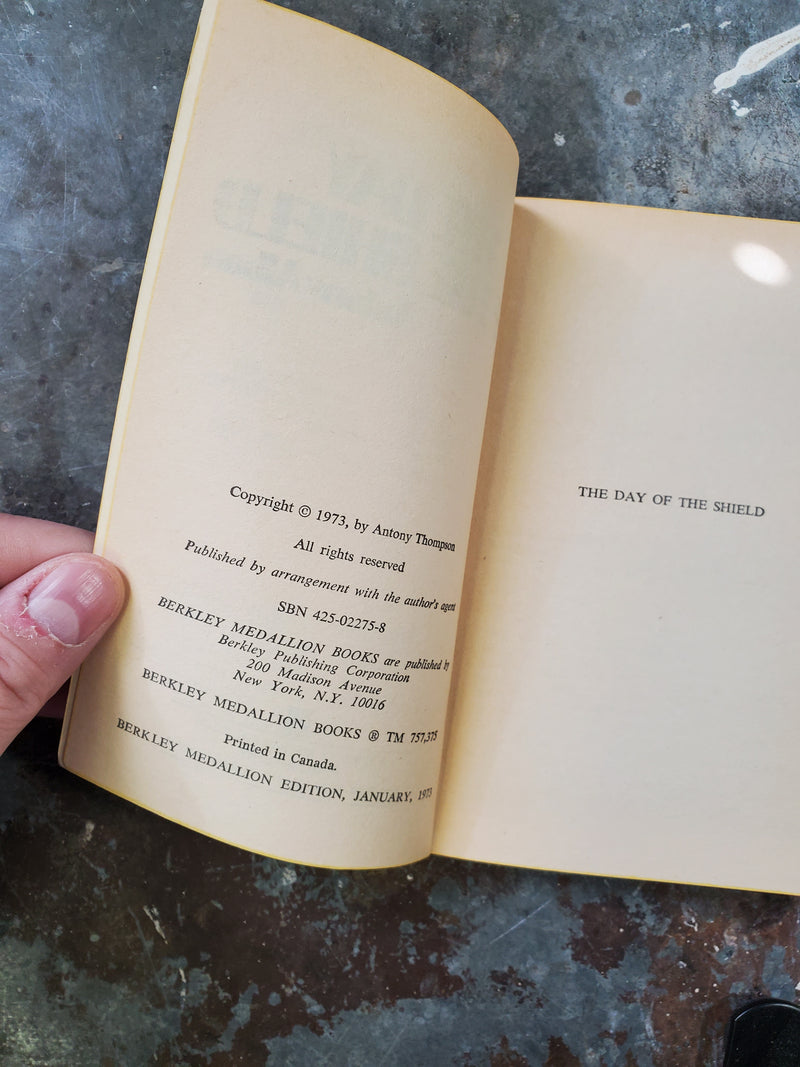 Copyright © 1973, by Antony Thompson
All rights reserved
Published by arrangement with the author's agent
SBN 425-02275-8
BERKLEY MEDALLION BOOKS are published by
Berkley Publishing Corporation
200 Madison Avenue
New York, N.Y. 10016
BERKLEY MEDALLION BOOKS ® TM 757,375
Printed in Canada.
BERKLEY MEDALLION EDITION, JANUARY, 1973
THE DAY OF THE SHIELD